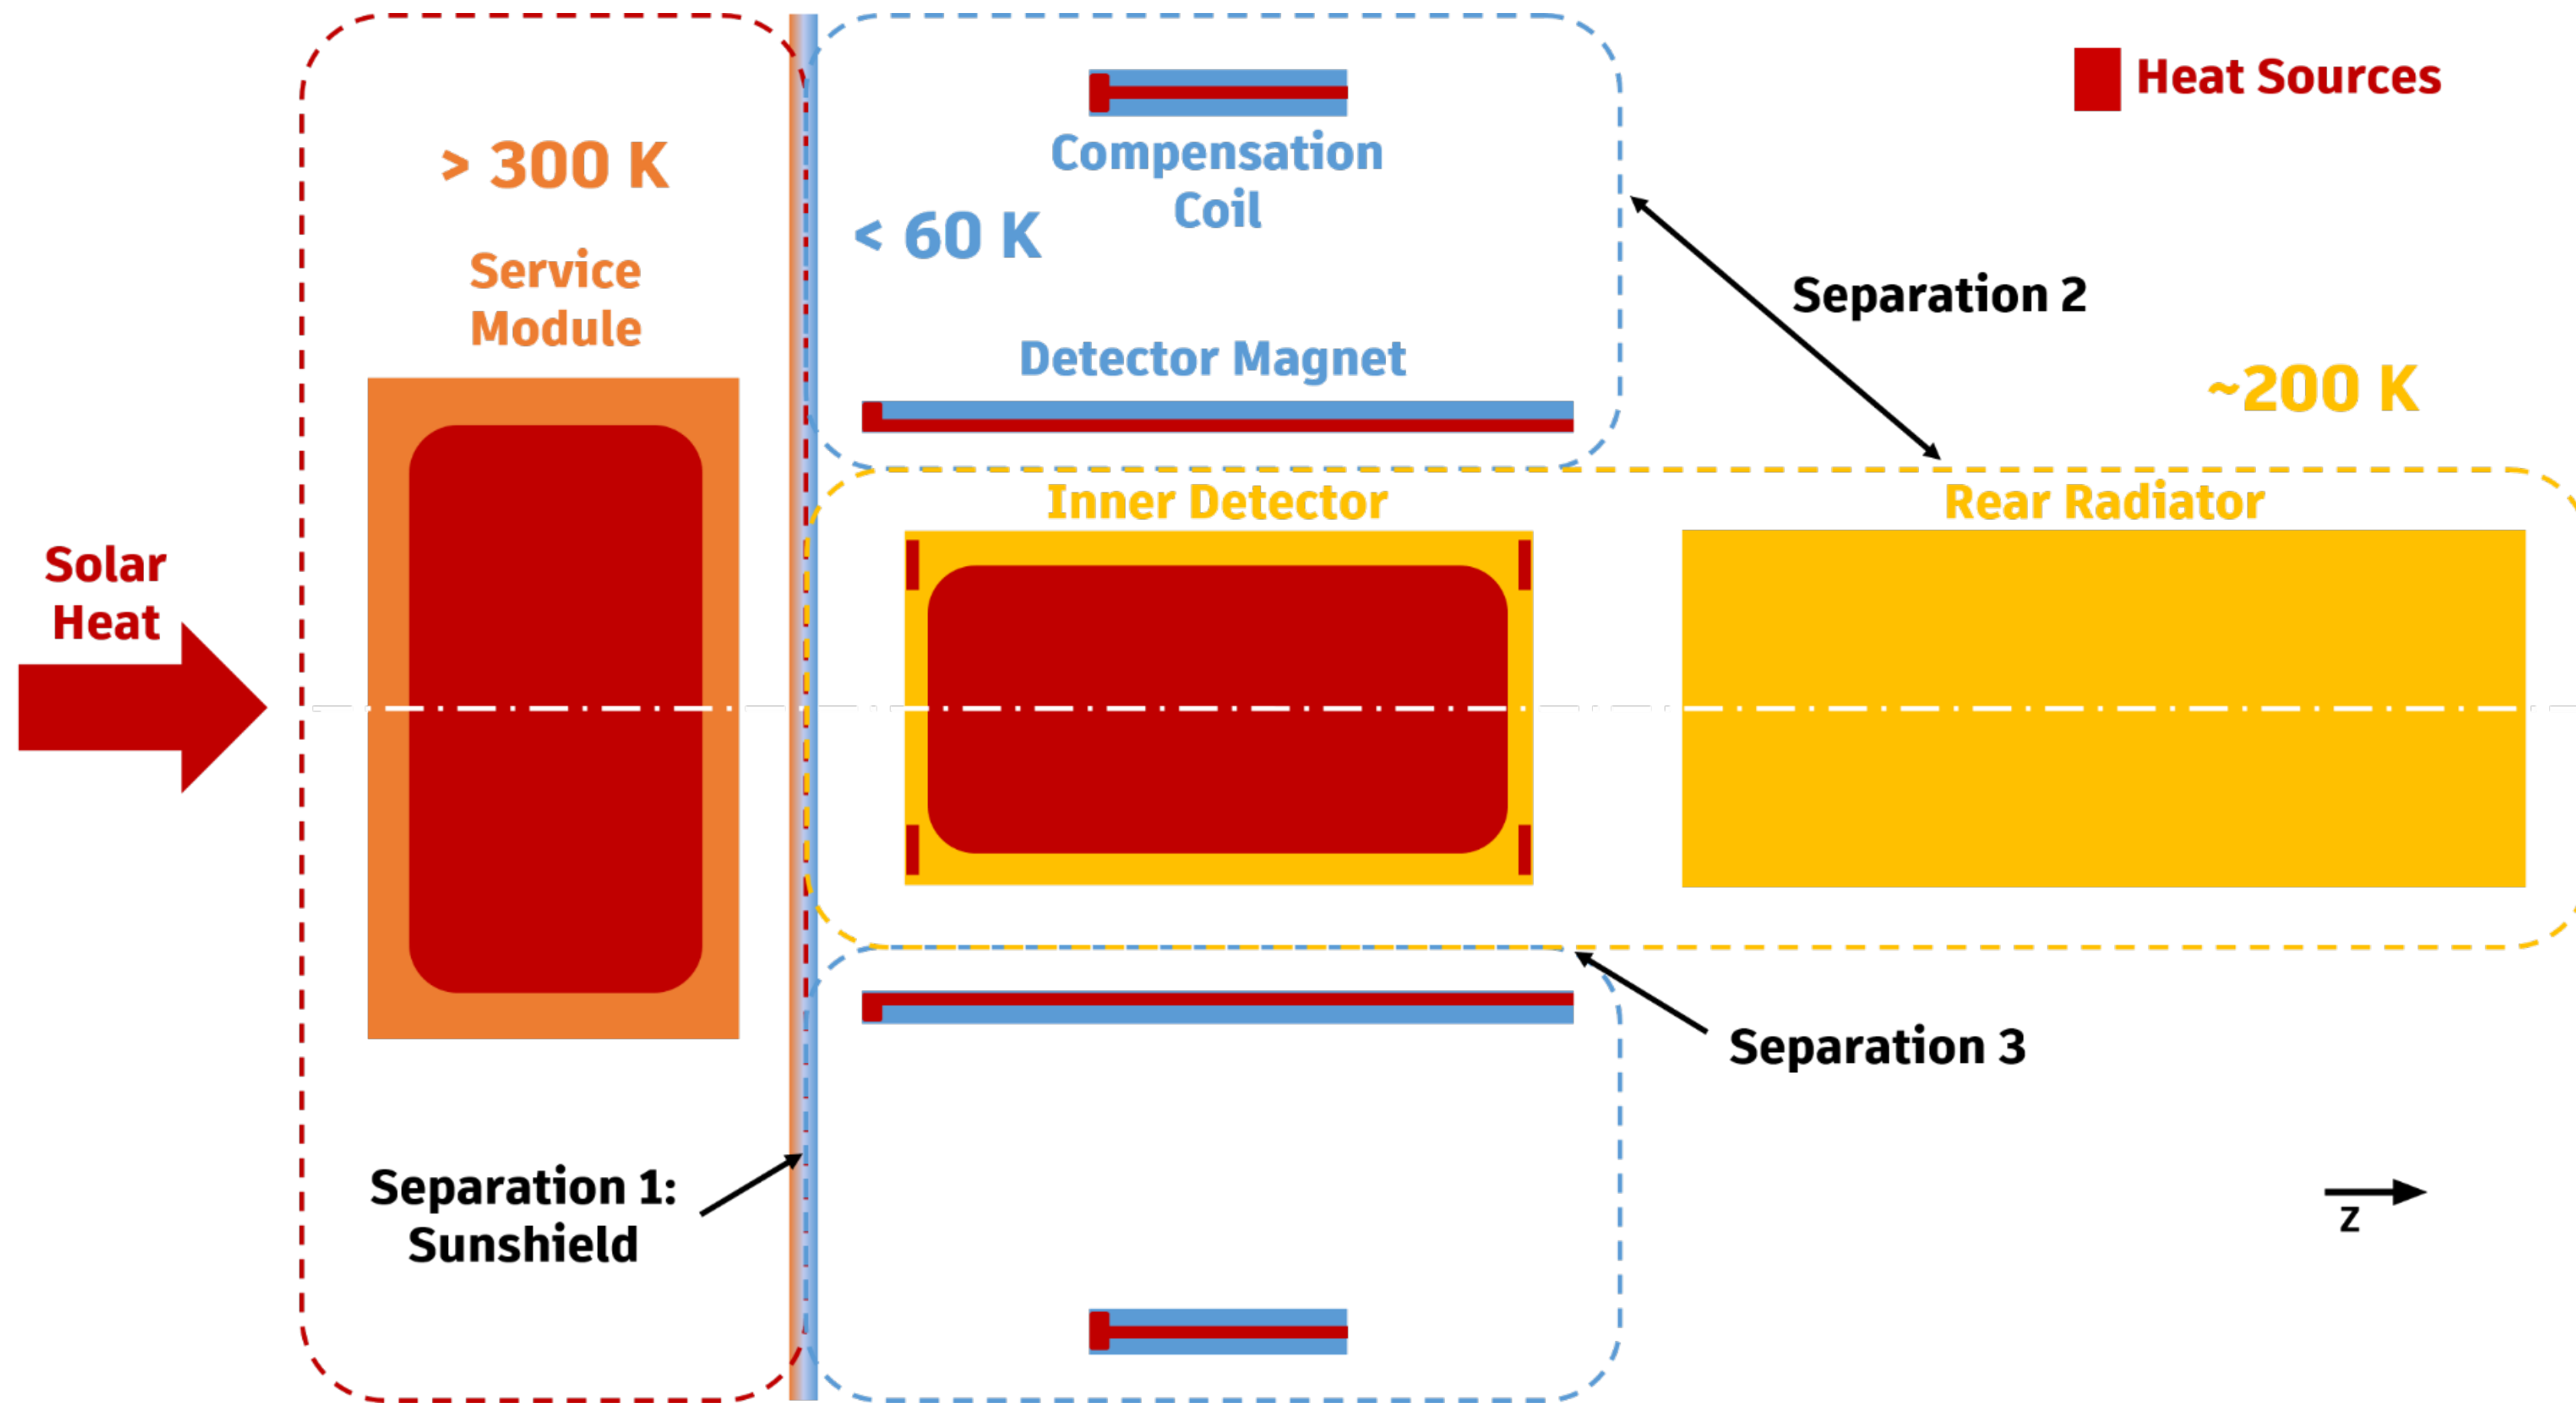 Heat Sources
> 300 K
Service
Module
Compensation
Coil
< 60 K
Detector Magnet
Separation 2
~200 K
Inner Detector
Rear Radiator
Solar
Heat
Separation 3
Separation 1:
Sunshield
z